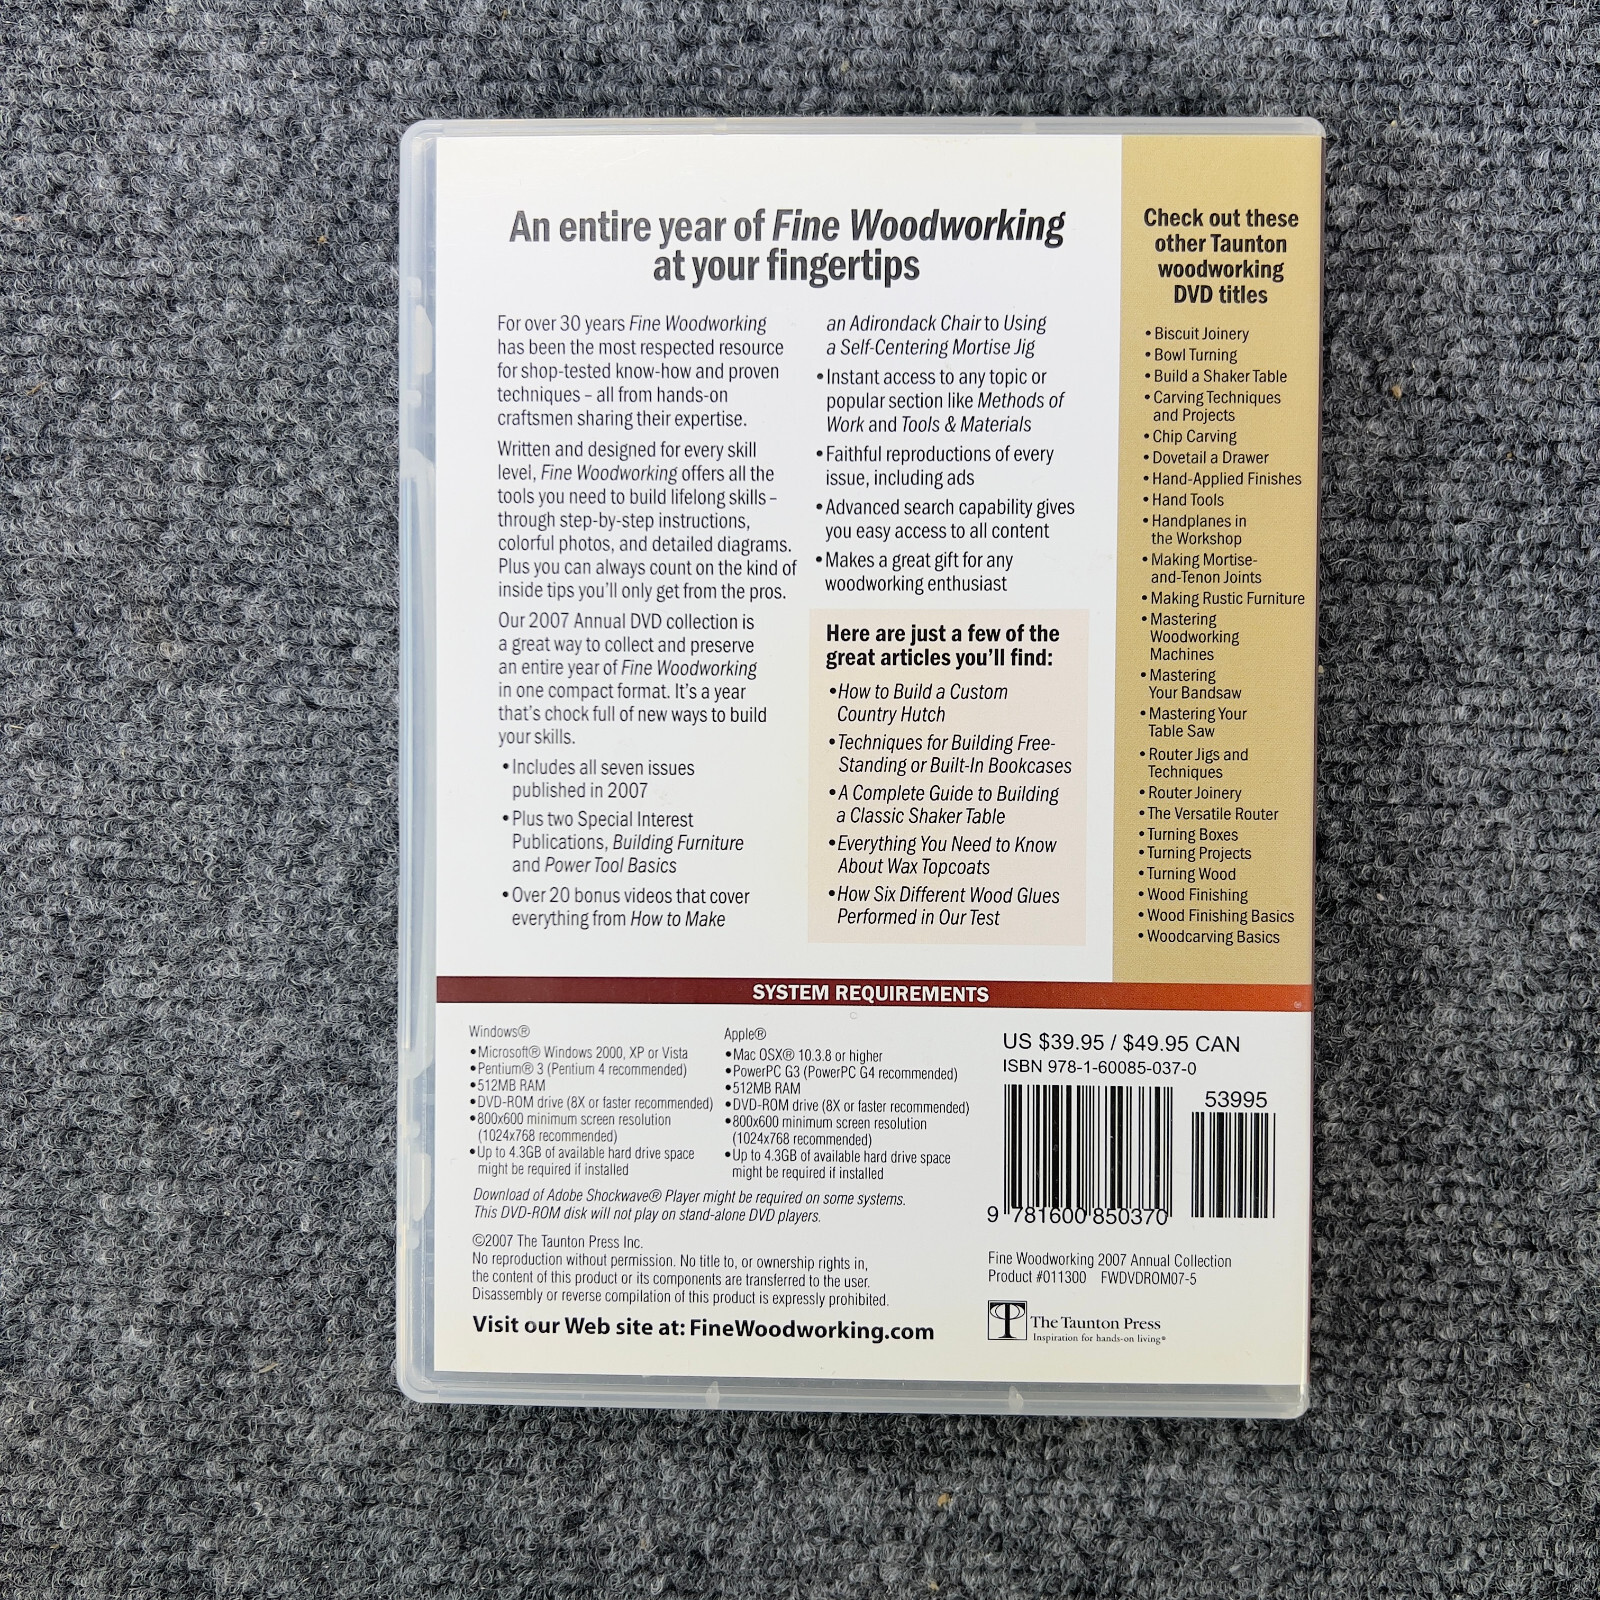 An entire year of Fine Woodworking
at your fingertips
For over 30 years Fine Woodworking
has been the most respected resource
for shop-tested know-how and proven
techniques – all from hands-on
craftsmen sharing their expertise.
Written and designed for every skill
level, Fine Woodworking offers all the
tools you need to build lifelong skills –
through step-by-step instructions,
colorful photos, and detailed diagrams.
Plus you can always count on the kind of
inside tips you'll only get from the pros.
Our 2007 Annual DVD collection is
a great way to collect and preserve
an entire year of Fine Woodworking
in one compact format. It's a year
that's chock full of new ways to build
your skills.
• Includes all seven issues
published in 2007
• Plus two Special Interest
Publications, Building Furniture
and Power Tool Basics
• Over 20 bonus videos that cover
everything from How to Make
an Adirondack Chair to Using
a Self-Centering Mortise Jig
• Instant access to any topic or
popular section like Methods of
Work and Tools & Materials
• Faithful reproductions of every
issue, including ads
• Advanced search capability gives
you easy access to all content
• Makes a great gift for any
woodworking enthusiast
Here are just a few of the
great articles you'll find:
• How to Build a Custom
Country Hutch
• Techniques for Building Free-
Standing or Built-In Bookcases
• A Complete Guide to Building
a Classic Shaker Table
• Everything You Need to Know
About Wax Topcoats
• How Six Different Wood Glues
Performed in Our Test
Check out these
other Taunton
woodworking
DVD titles
• Biscuit Joinery
• Bowl Turning
• Build a Shaker Table
• Carving Techniques
and Projects
• Chip Carving
• Dovetail a Drawer
• Hand-Applied Finishes
• Hand Tools
• Handplanes in
the Workshop
• Making Mortise-
and-Tenon Joints
• Making Rustic Furniture
• Mastering
Woodworking
Machines
• Mastering
Your Bandsaw
• Mastering Your
Table Saw
• Router Jigs and
Techniques
• Router Joinery
• The Versatile Router
• Turning Boxes
• Turning Projects
• Turning Wood
• Wood Finishing
• Wood Finishing Basics
• Woodcarving Basics
SYSTEM REQUIREMENTS
Windows®
• Microsoft® Windows 2000, XP or Vista
• Pentium® 3 (Pentium 4 recommended)
• 512MB RAM
• DVD-ROM drive (8X or faster recommended)
• 800x600 minimum screen resolution
(1024x768 recommended)
• Up to 4.3GB of available hard drive space
might be required if installed
Apple®
• Mac OSX® 10.3.8 or higher
• PowerPC G3 (PowerPC G4 recommended)
• 512MB RAM
• DVD-ROM drive (8X or faster recommended)
• 800x600 minimum screen resolution
(1024x768 recommended)
• Up to 4.3GB of available hard drive space
might be required if installed
Download of Adobe Shockwave® Player might be required on some systems.
This DVD-ROM disk will not play on stand-alone DVD players.
©2007 The Taunton Press Inc.
No reproduction without permission. No title to, or ownership rights in,
the content of this product or its components are transferred to the user.
Disassembly or reverse compilation of this product is expressly prohibited.
Visit our Web site at: FineWoodworking.com
US $39.95 / $49.95 CAN
ISBN 978-1-60085-037-0
53995
9 781600 850370
Fine Woodworking 2007 Annual Collection
Product #011300 FWDVDROM07-5
The Taunton Press
Inspiration for hands-on living®